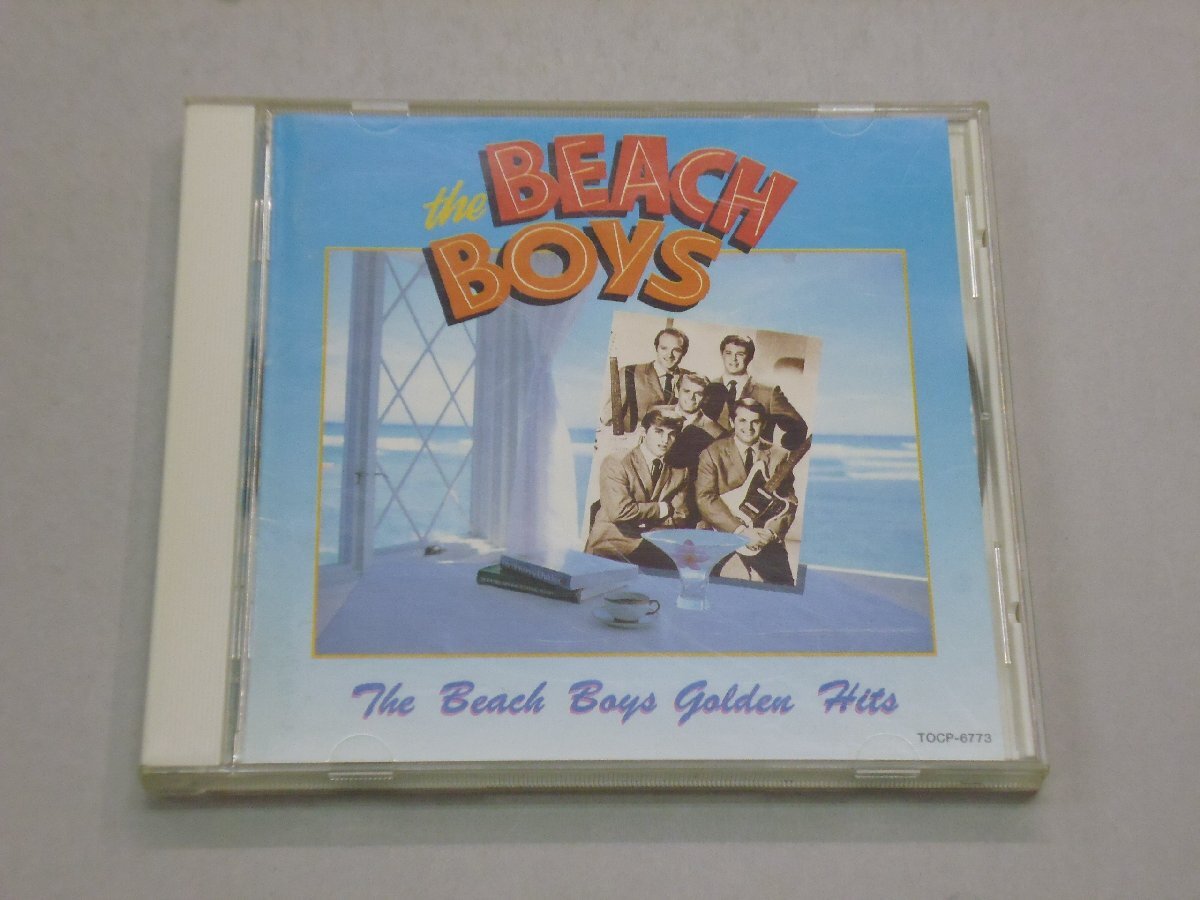 the BEACH
BOYS
The Beach Boys Golden Hits
TOCP-6773